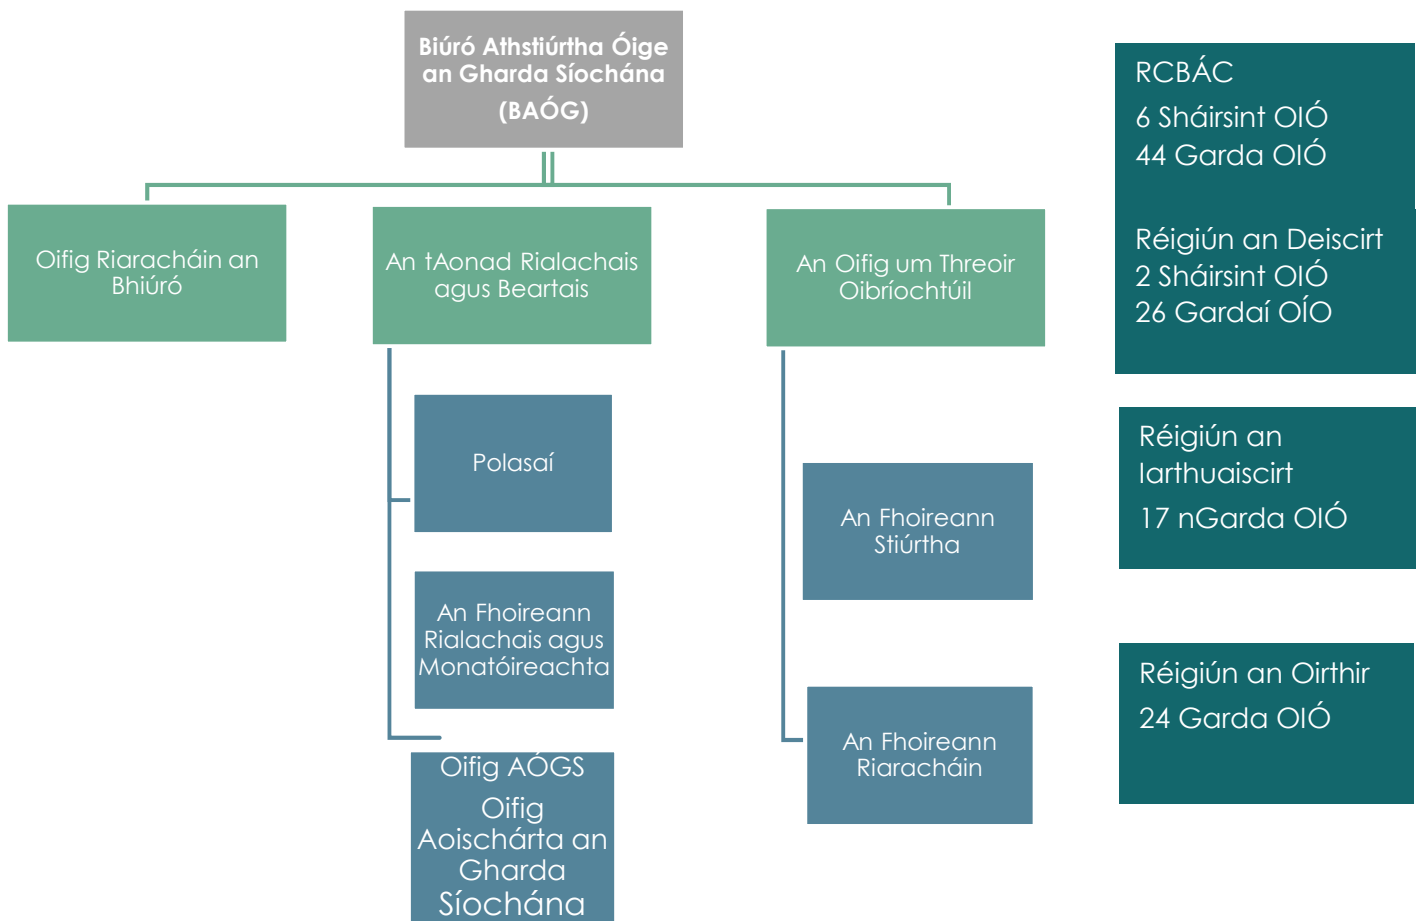 Biúró Athstiúrtha Óige
an Gharda Síochána
(BAÓG)
Oifig Riaracháin an
Bhiúró
An tAonad Rialachais
agus Beartais
An Oifig um Threoir
Oibríochtúil
Polasaí
An Fhoireann
Rialachais agus
Monatóireachta
Oifig AÓGS
Oifig
Aoischárta an
Gharda
Síochána
An Fhoireann
Stiúrtha
An Fhoireann
Riaracháin
RCBÁC
6 Sháirsint OIÓ
44 Garda OIÓ
Réigiún an Deiscirt
2 Sháirsint OIÓ
26 Gardaí OÍO
Réigiún an
Iarthuaiscirt
17 nGarda OIÓ
Réigiún an Oirthir
24 Garda OIÓ